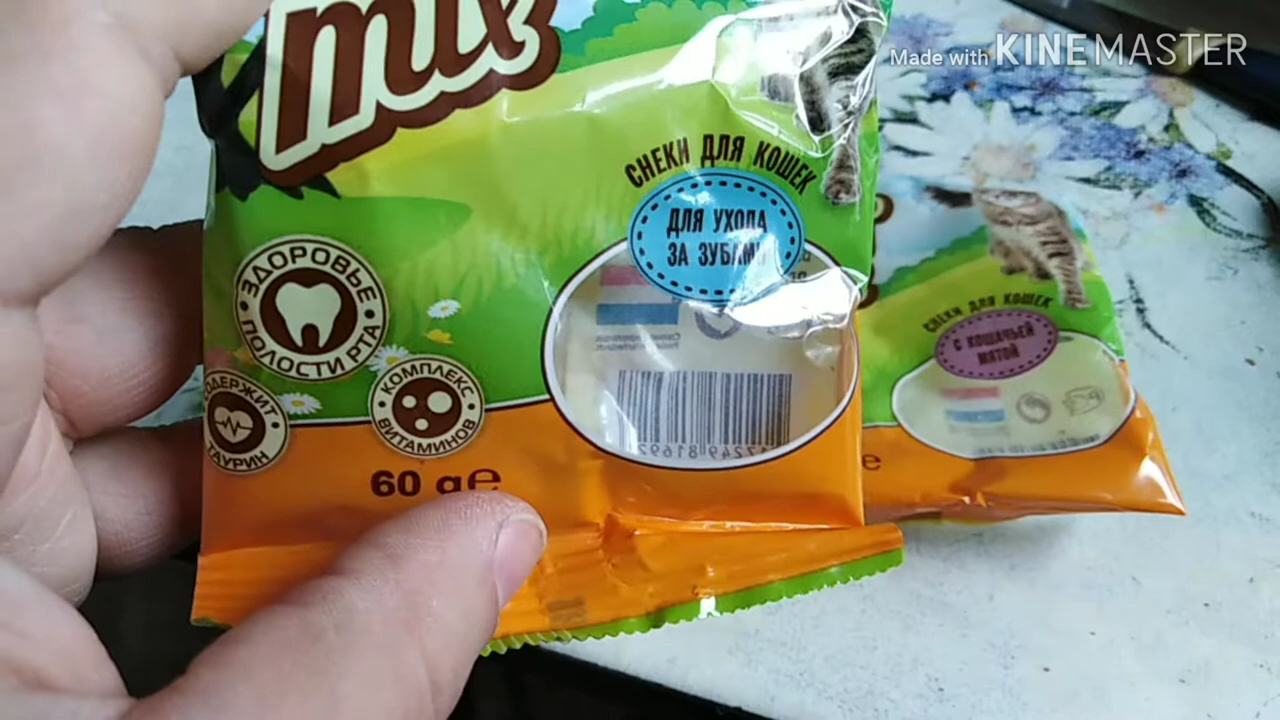 Made with KINEMASTER
mix
СНЕКИ ДЛЯ КОШЕК
ДЛЯ УХОДА
ЗА ЗУБАМИ
ЗДОРОВЬЕ
ПОЛОСТИ РТА
СОДЕРЖИТ
ТАУРИН
КОМПЛЕКС
ВИТАМИНОВ
60 g℮
СНЕКИ ДЛЯ КОШЕК
С КОШАЧЬЕЙ
МЯТОЙ
℮